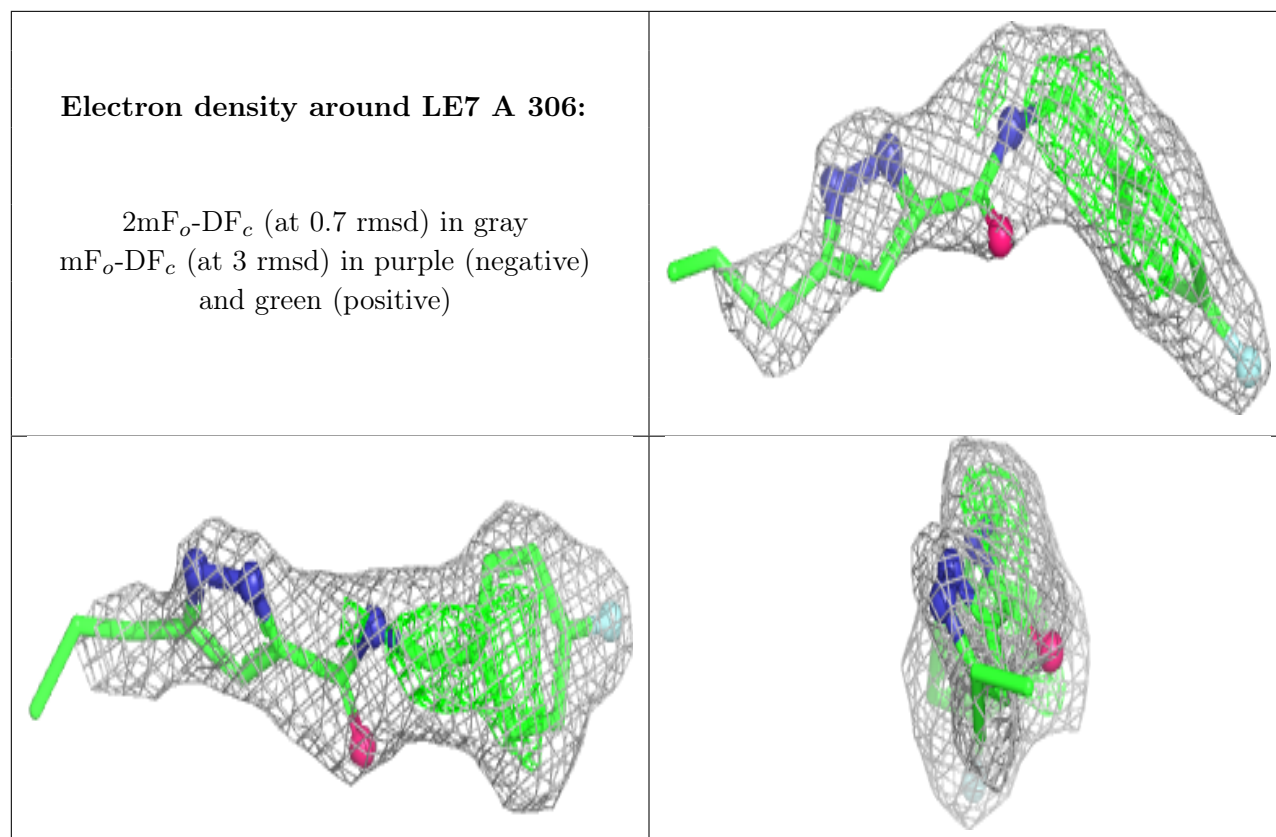 Electron density around LE7 A 306:
2mFo-DFc (at 0.7 rmsd) in gray
mFo-DFc (at 3 rmsd) in purple (negative)
and green (positive)